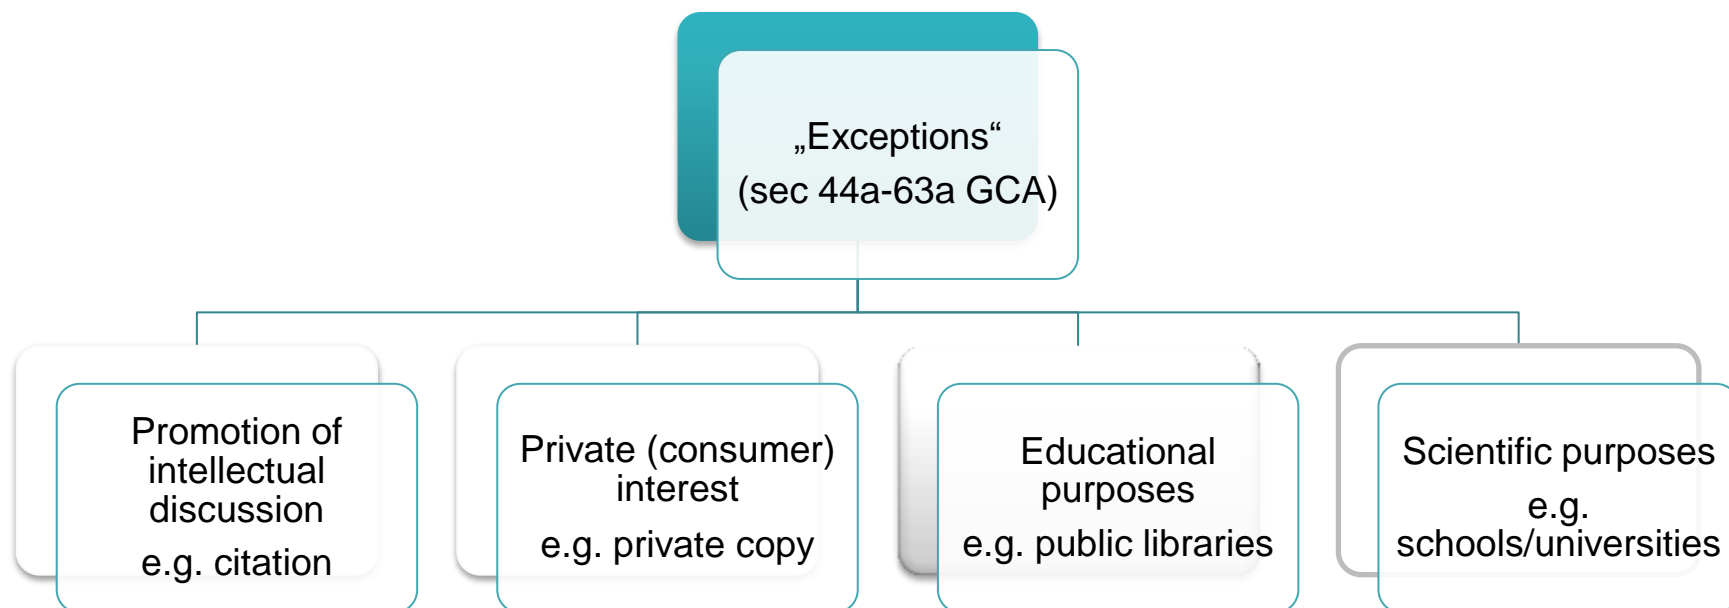 „Exceptions“
(sec 44a-63a GCA)
Promotion of
intellectual
discussion
e.g. citation
Private (consumer)
interest
e.g. private copy
Educational
purposes
e.g. public libraries
Scientific purposes
e.g.
schools/universities